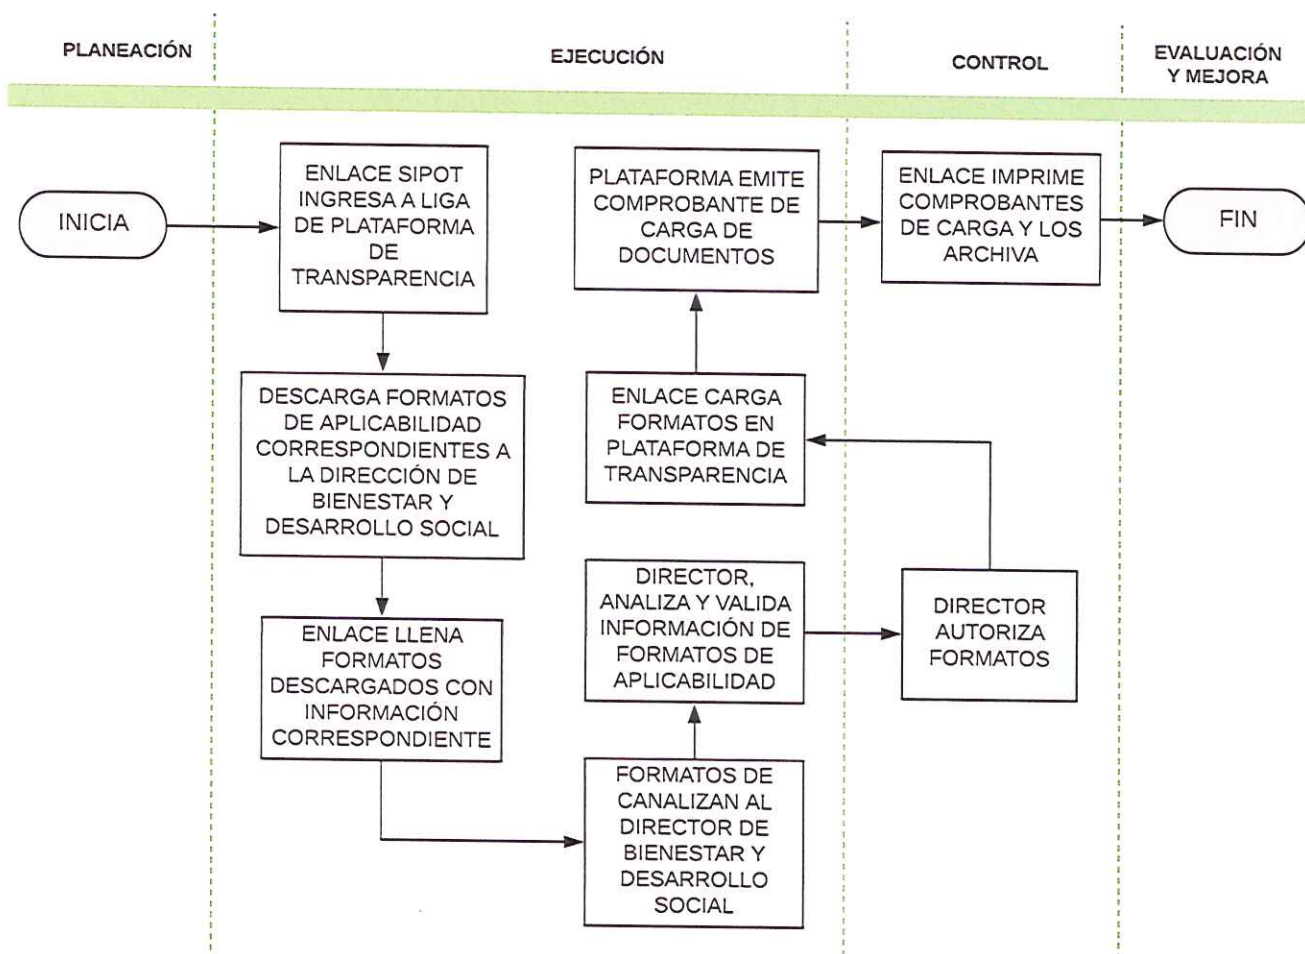 PLANEACIÓN
EJECUCIÓN
CONTROL
EVALUACIÓN
Y MEJORA
INICIA
ENLACE SIPOT
INGRESA A LIGA
DE PLATAFORMA
DE
TRANSPARENCIA
DESCARGA FORMATOS
DE APLICABILIDAD
CORRESPONDIENTES A
LA DIRECCIÓN DE
BIENESTAR Y
DESARROLLO SOCIAL
ENLACE LLENA
FORMATOS
DESCARGADOS CON
INFORMACIÓN
CORRESPONDIENTE
FORMATOS DE
CANALIZAN AL
DIRECTOR DE
BIENESTAR Y
DESARROLLO
SOCIAL
DIRECTOR,
ANALIZA Y VALIDA
INFORMACIÓN DE
FORMATOS DE
APLICABILIDAD
DIRECTOR
AUTORIZA
FORMATOS
ENLACE CARGA
FORMATOS EN
PLATAFORMA DE
TRANSPARENCIA
PLATAFORMA EMITE
COMPROBANTE DE
CARGA DE
DOCUMENTOS
ENLACE IMPRIME
COMPROBANTES
DE CARGA Y LOS
ARCHIVA
FIN